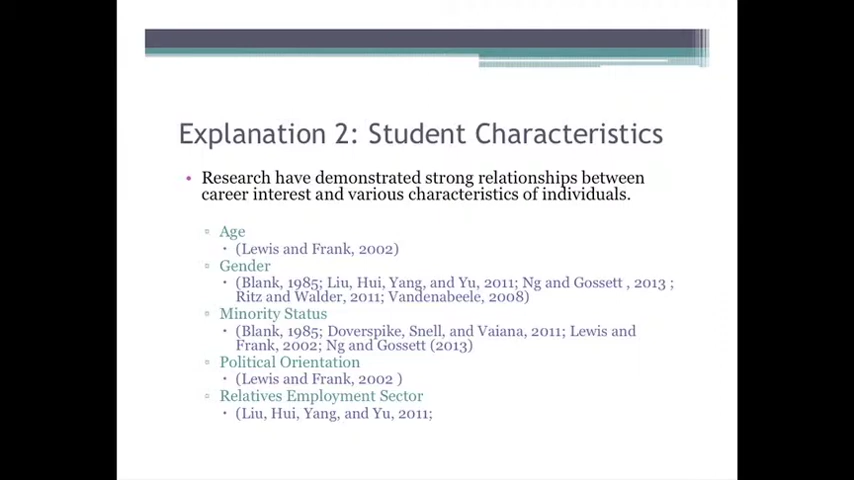 Explanation 2: Student Characteristics
• Research have demonstrated strong relationships between
career interest and various characteristics of individuals.
▫ Age
• (Lewis and Frank, 2002)
▫ Gender
• (Blank, 1985; Liu, Hui, Yang, and Yu, 2011; Ng and Gossett , 2013 ;
Ritz and Walder, 2011; Vandenabeele, 2008)
▫ Minority Status
• (Blank, 1985; Doverspike, Snell, and Vaiana, 2011; Lewis and
Frank, 2002; Ng and Gossett (2013)
▫ Political Orientation
• (Lewis and Frank, 2002 )
▫ Relatives Employment Sector
• (Liu, Hui, Yang, and Yu, 2011;